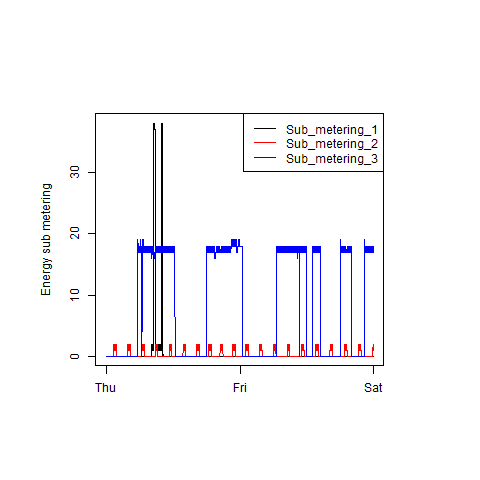 Sub_metering_1
Sub_metering_2
Sub_metering_3
Energy sub metering
30
20
10
0
Thu
Fri
Sat